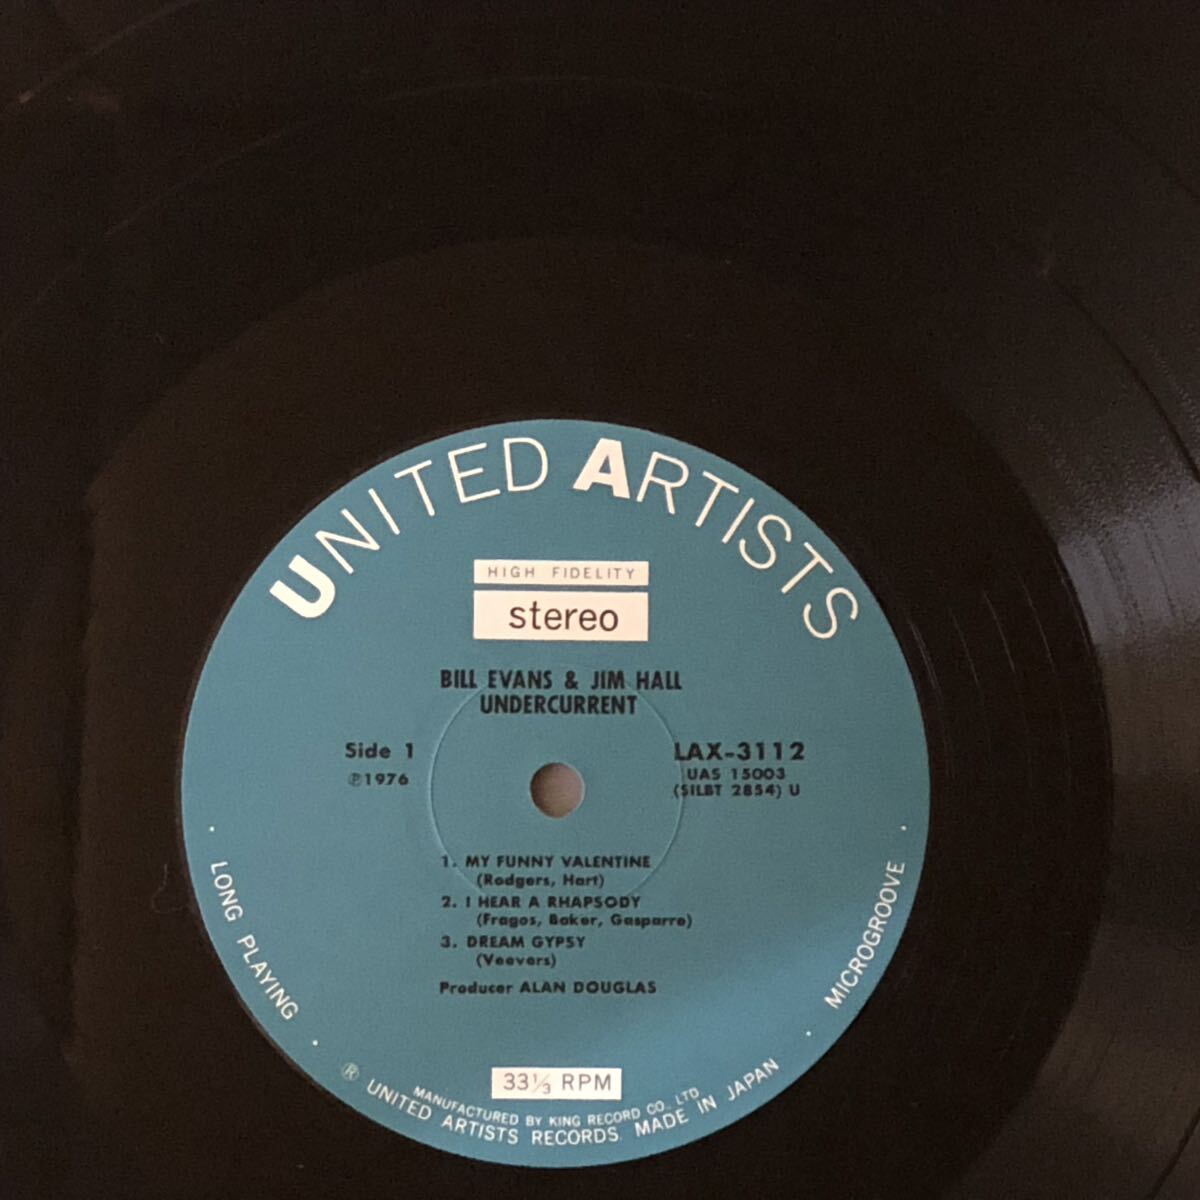 UNITED ARTISTS
HIGH FIDELITY
stereo
BILL EVANS & JIM HALL
UNDERCURRENT
Side 1
℗1976
LAX-3112
UAS 15003
(SILBT 2854) U
1. MY FUNNY VALENTINE
(Rodgers, Hart)
2. I HEAR A RHAPSODY
(Fragos, Baker, Gasparre)
3. DREAM GYPSY
(Veevers)
Producer ALAN DOUGLAS
LONG PLAYING
MICROGROOVE
33⅓ RPM
MANUFACTURED BY KING RECORD CO., LTD.
® UNITED ARTISTS RECORDS. MADE IN JAPAN